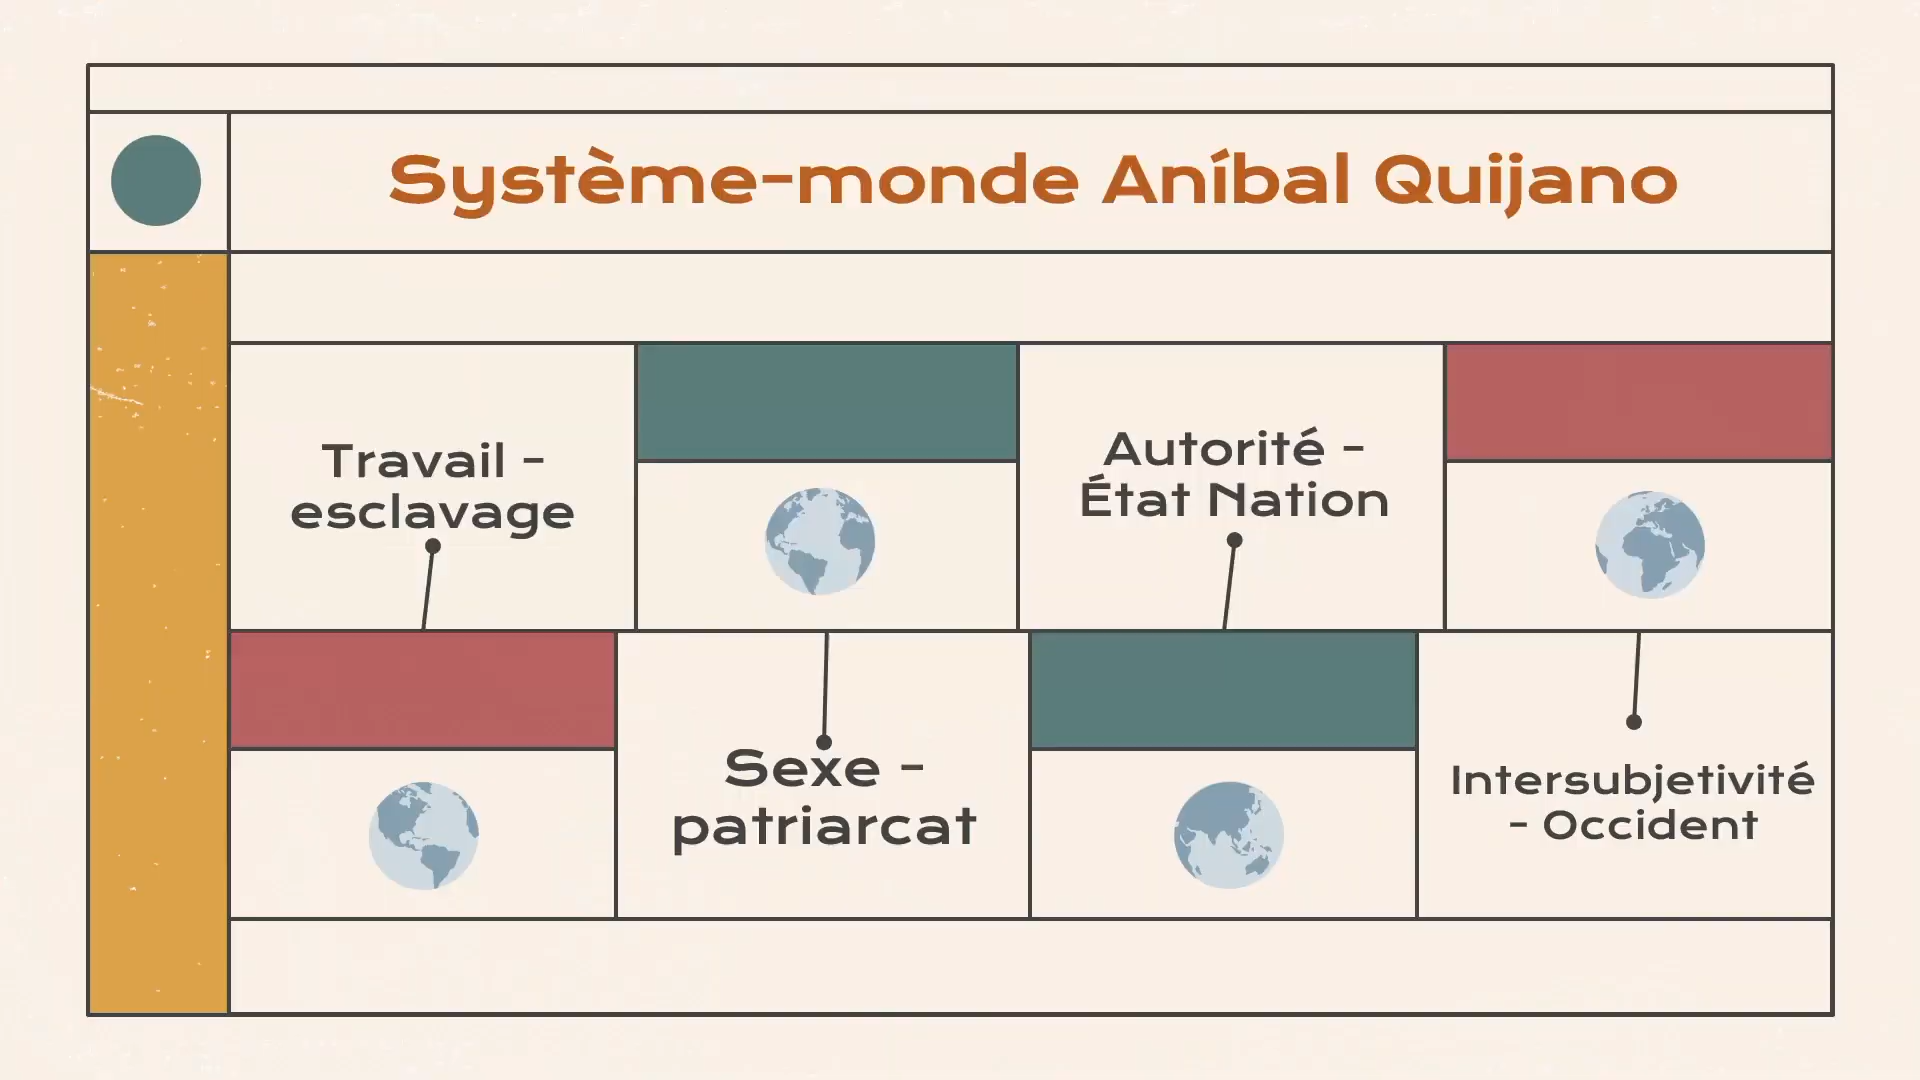 Système-monde Aníbal Quijano
Travail -
esclavage
Autorité -
État Nation
Sexe -
patriarcat
Intersubjetivité
- Occident